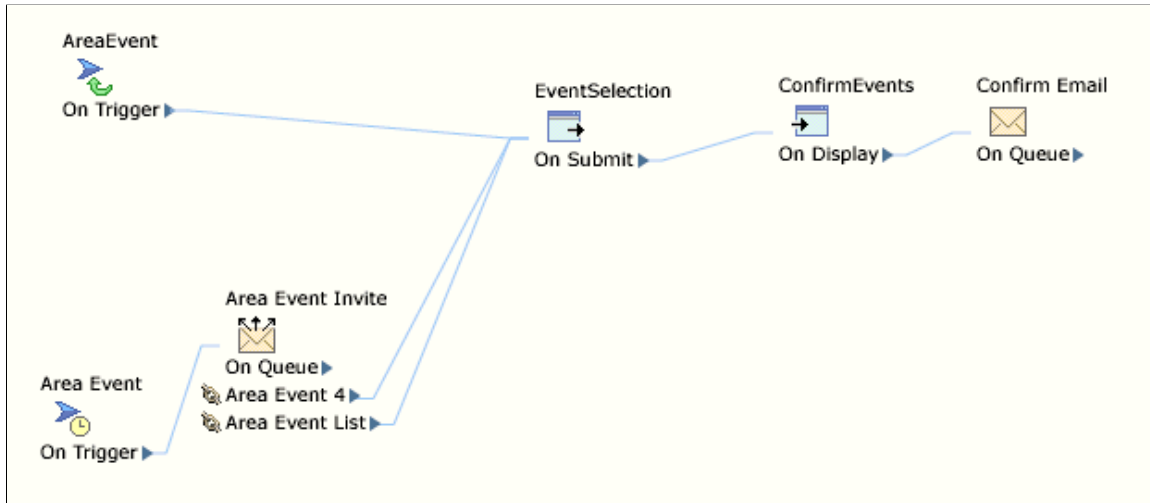 AreaEvent
On Trigger
EventSelection
On Submit
ConfirmEvents
On Display
Confirm Email
On Queue
Area Event Invite
On Queue
Area Event 4
Area Event List
Area Event
On Trigger